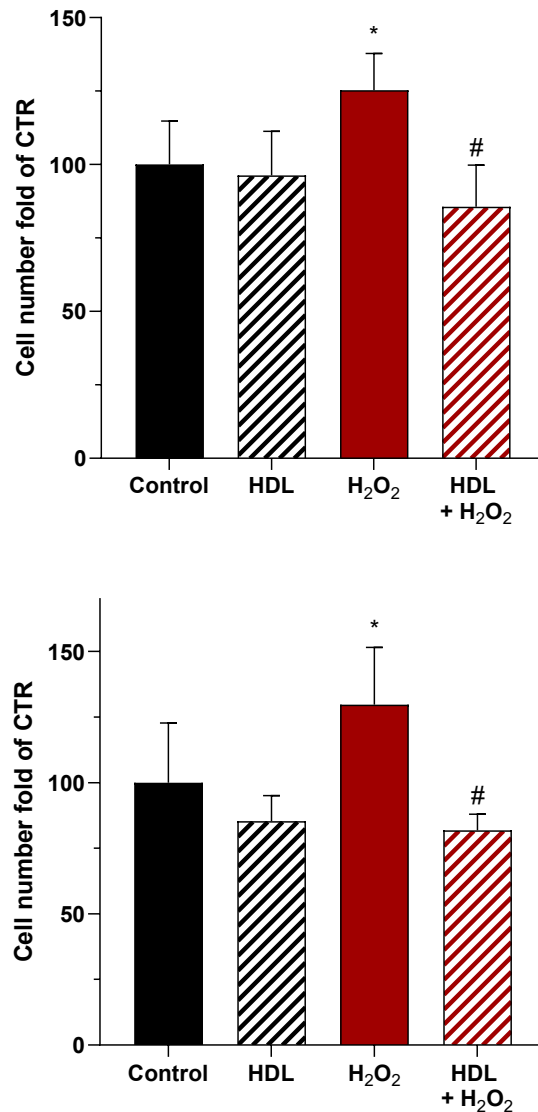 Cell number fold of CTR
150
100
50
0
*
#
Control HDL H₂O₂ HDL
+ H₂O₂
Cell number fold of CTR
150
100
50
0
*
#
Control HDL H₂O₂ HDL
+ H₂O₂